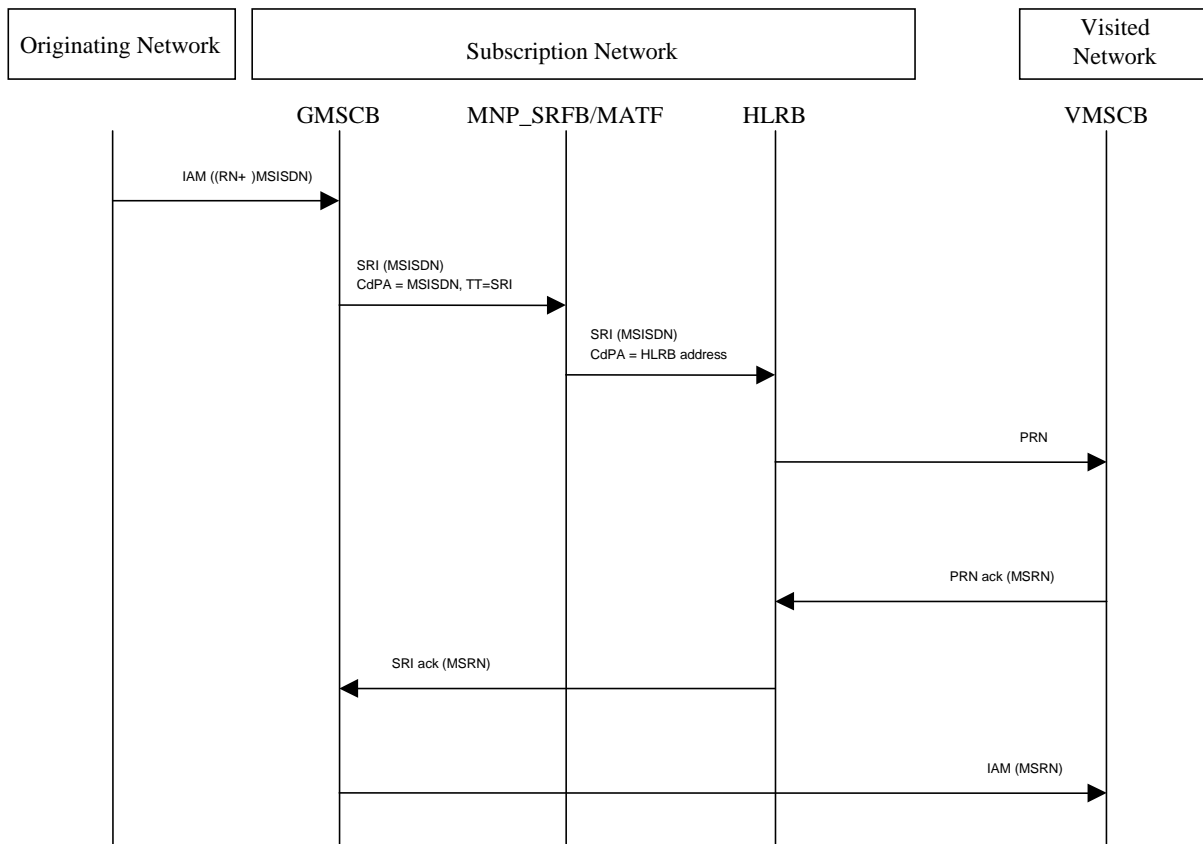 Originating Network
Subscription Network
Visited
Network
GMSCB
MNP_SRFB/MATF
HLRB
VMSCB
IAM ((RN+ )MSISDN)
SRI (MSISDN)
CdPA = MSISDN, TT=SRI
SRI (MSISDN)
CdPA = HLRB address
PRN
PRN ack (MSRN)
SRI ack (MSRN)
IAM (MSRN)